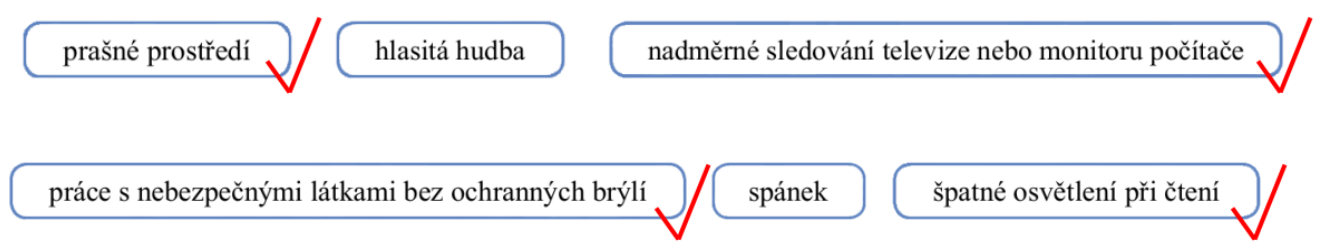 prašné prostředí hlasitá hudba nadměrné sledování televize nebo monitoru počítače
práce s nebezpečnými látkami bez ochranných brýlí spánek špatné osvětlení při čtení